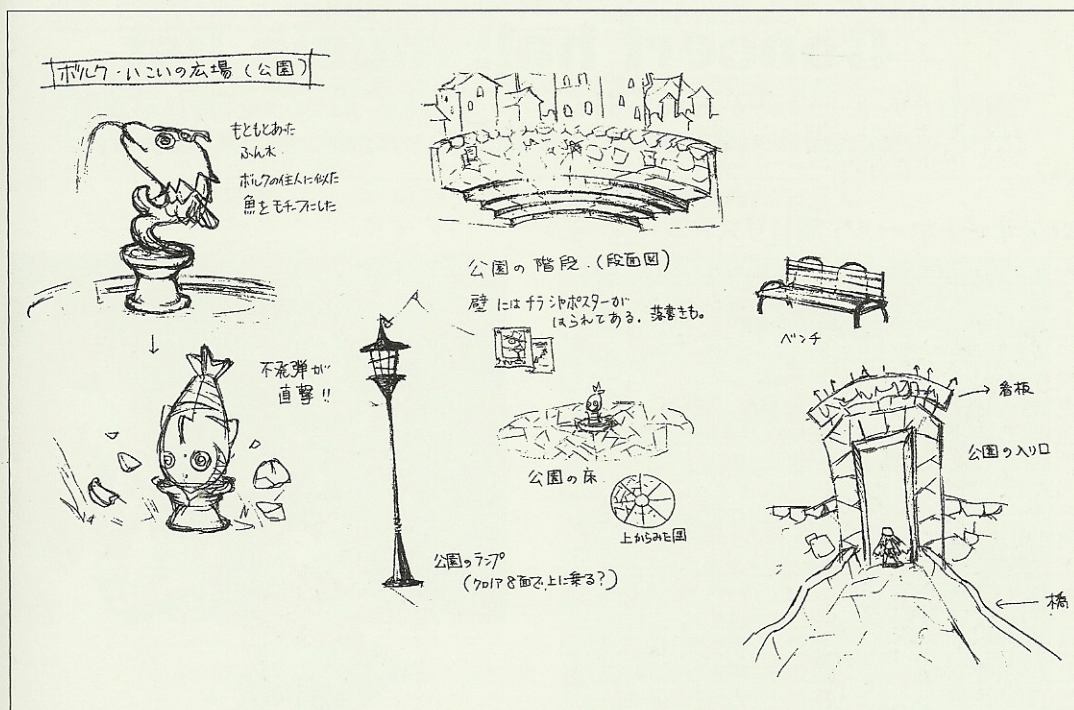 ボルク・いこいの広場(公園)
もともとあった
ふん水
ボルクの住人に似た
魚をモチーフにした
↓
不発弾が
直撃!!
公園の階段.(段面図)
壁にはチラシやポスターが
はられてある。落書きも。
ベンチ
→ 看板
公園の入り口
公園の床
上からみた図
公園のランプ
(クロノア8面で、上に乗る?)
← 橋